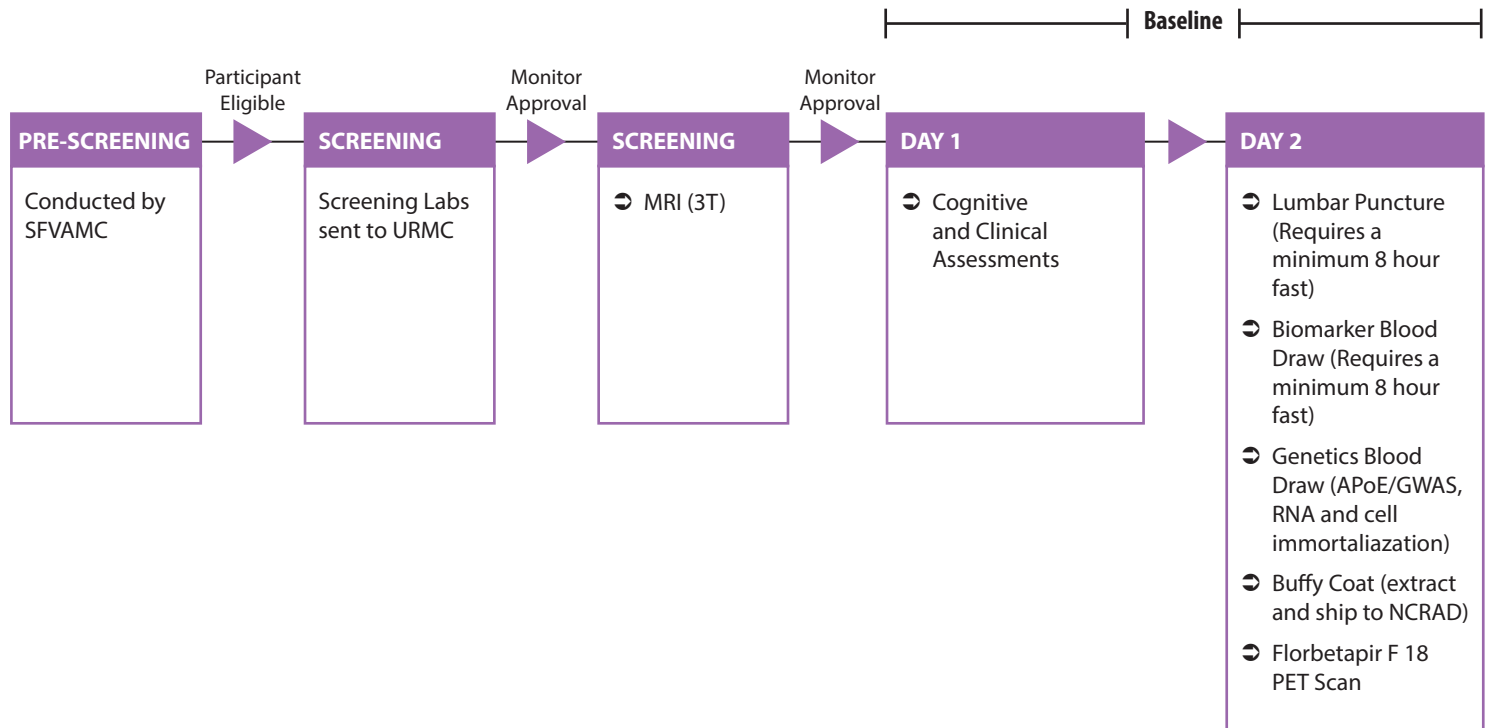 Baseline
Participant
Eligible
Monitor
Approval
Monitor
Approval
PRE-SCREENING
Conducted by
SFVAMC
SCREENING
Screening Labs
sent to URMC
SCREENING
➲ MRI (3T)
DAY 1
➲ Cognitive
and Clinical
Assessments
DAY 2
➲ Lumbar Puncture
(Requires a
minimum 8 hour
fast)
➲ Biomarker Blood
Draw (Requires a
minimum 8 hour
fast)
➲ Genetics Blood
Draw (APoE/GWAS,
RNA and cell
immortaliazation)
➲ Buffy Coat (extract
and ship to NCRAD)
➲ Florbetapir F 18
PET Scan